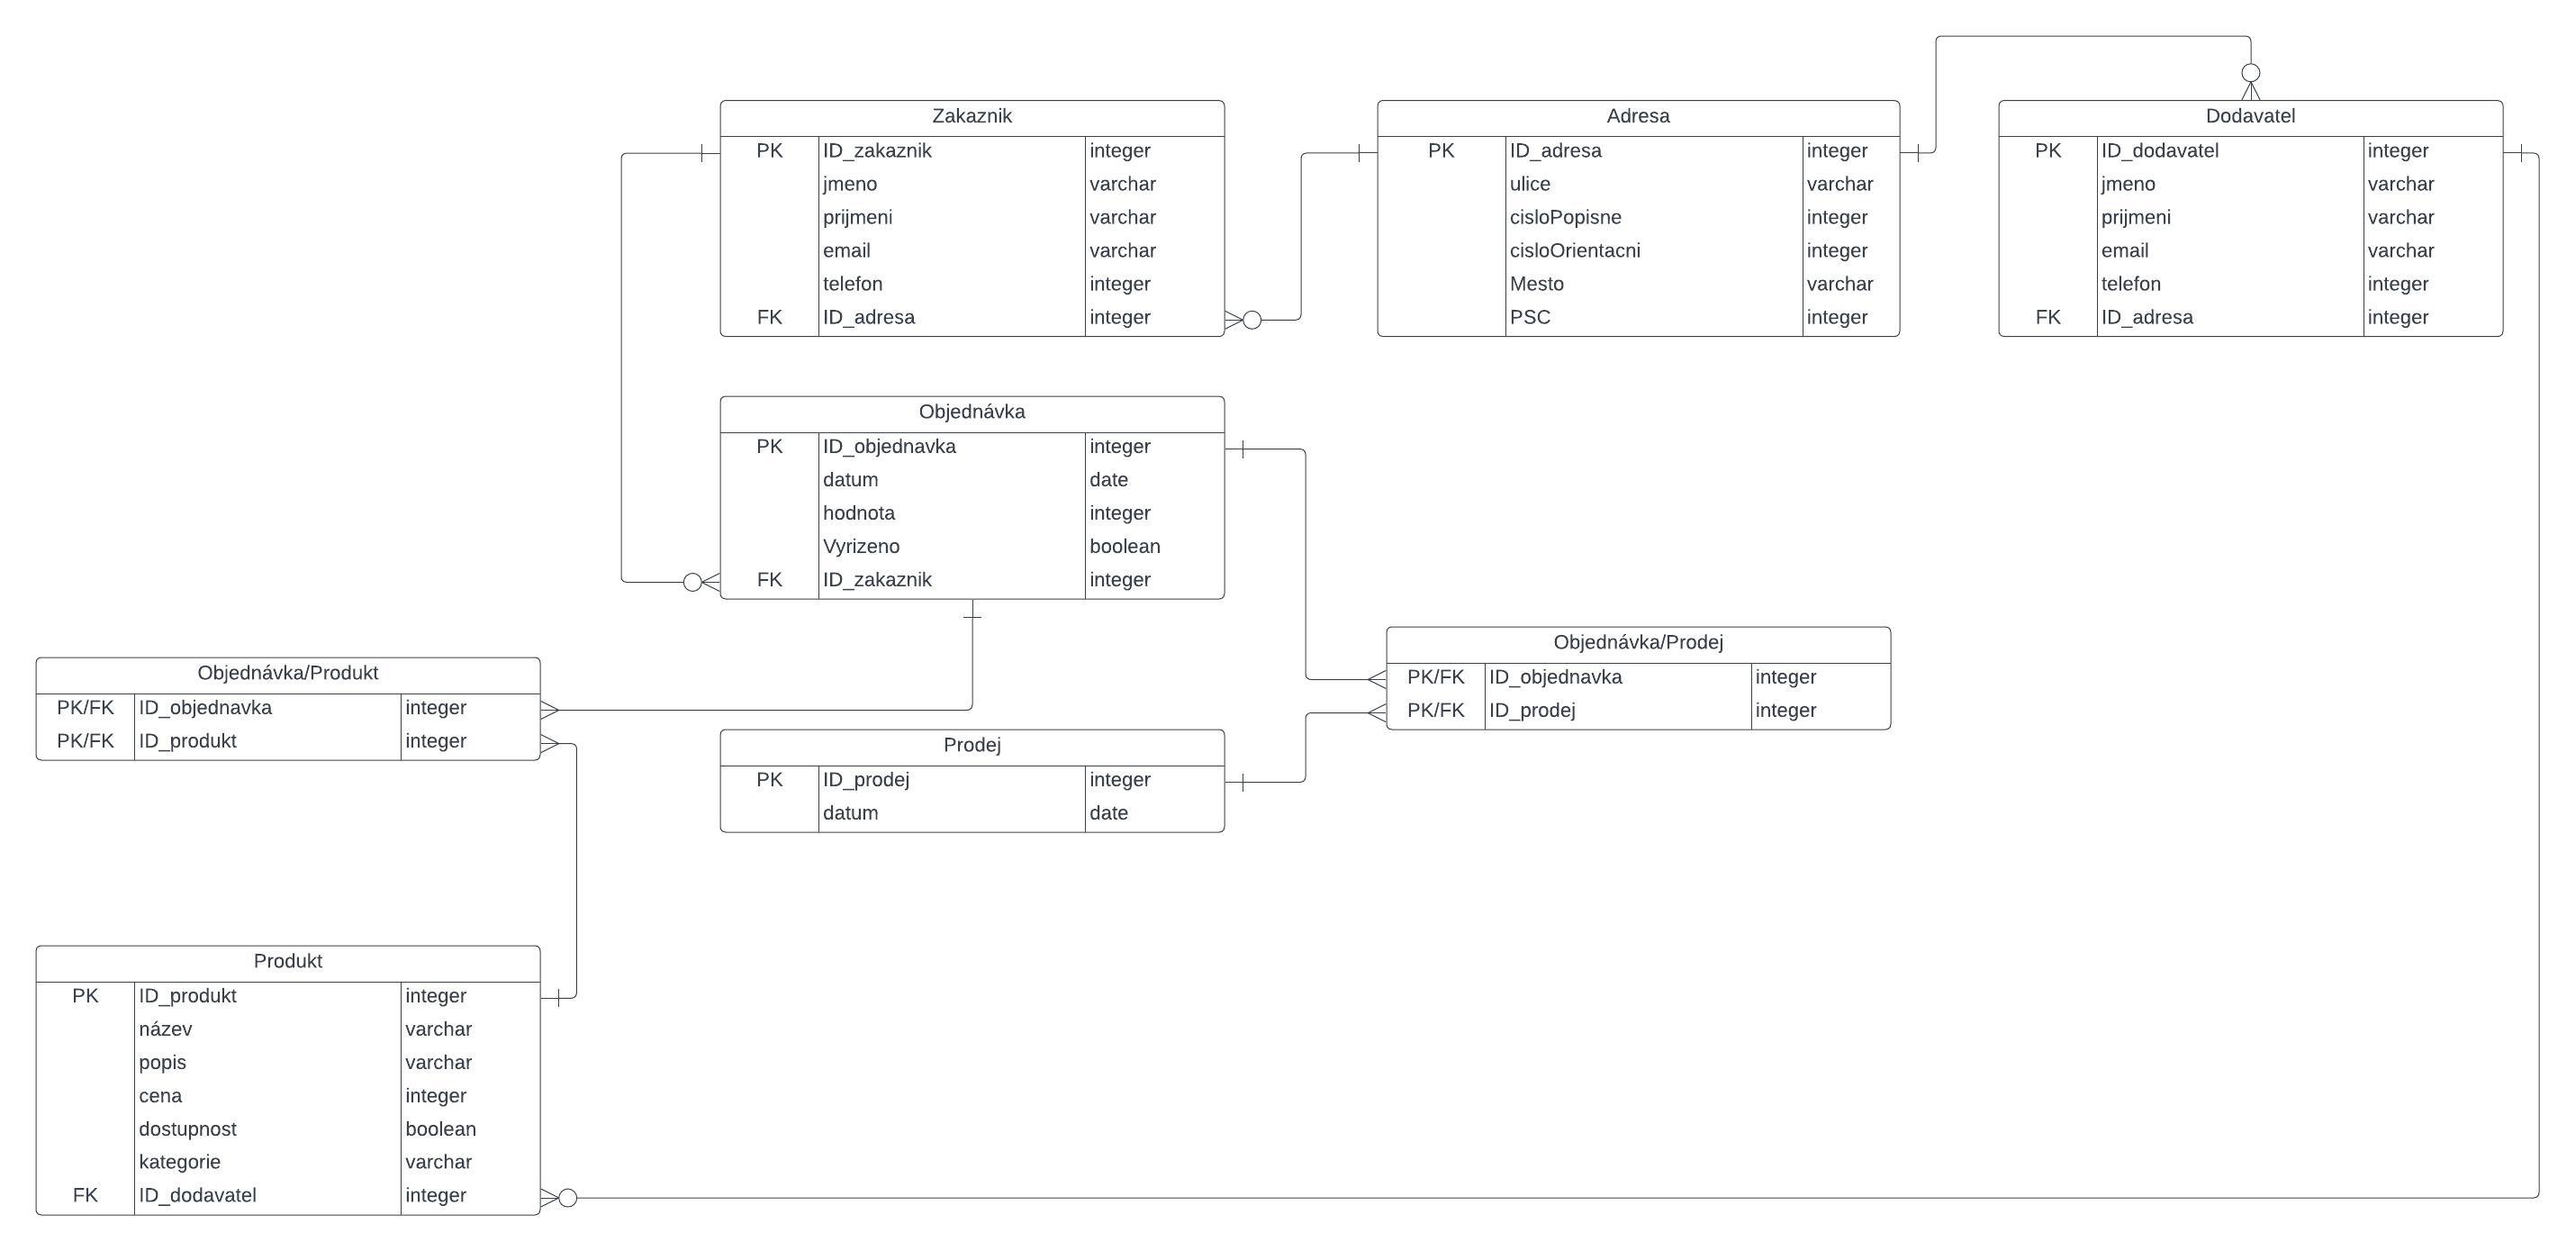 Zakaznik
PK ID_zakaznik integer
jmeno varchar
prijmeni varchar
email varchar
telefon integer
FK ID_adresa integer
Adresa
PK ID_adresa integer
ulice varchar
cisloPopisne integer
cisloOrientacni integer
Mesto varchar
PSC integer
Dodavatel
PK ID_dodavatel integer
jmeno varchar
prijmeni varchar
email varchar
telefon integer
FK ID_adresa integer
Objednávka
PK ID_objednavka integer
datum date
hodnota integer
Vyrizeno boolean
FK ID_zakaznik integer
Objednávka/Prodej
PK/FK ID_objednavka integer
PK/FK ID_prodej integer
Objednávka/Produkt
PK/FK ID_objednavka integer
PK/FK ID_produkt integer
Prodej
PK ID_prodej integer
datum date
Produkt
PK ID_produkt integer
název varchar
popis varchar
cena integer
dostupnost boolean
kategorie varchar
FK ID_dodavatel integer